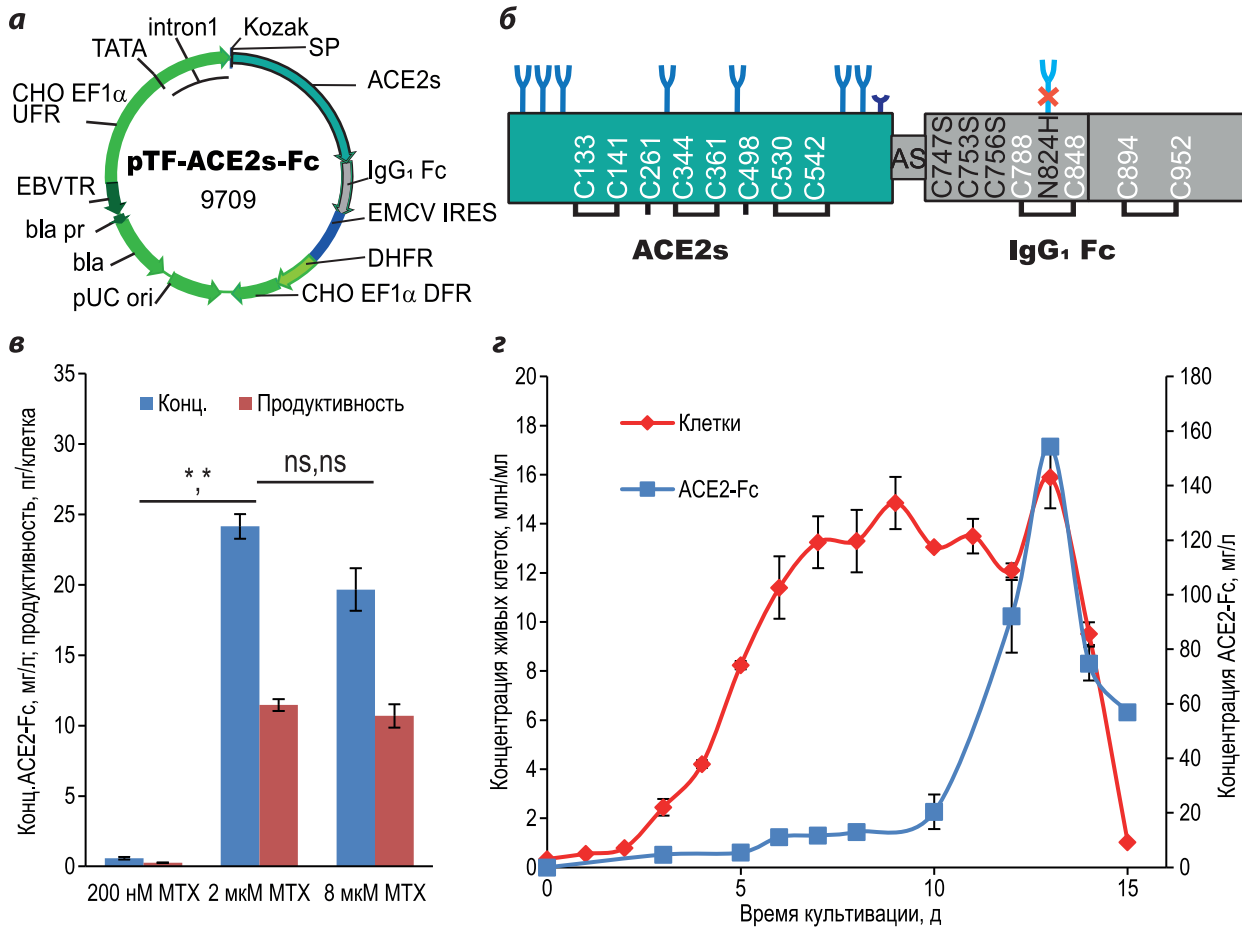 а
intron1
Kozak
SP
TATA
ACE2s
CHO EF1α
UFR
pTF-ACE2s-Fc
9709
IgG₁ Fc
EBVTR
EMCV IRES
bla pr
DHFR
bla
pUC ori
CHO EF1α DFR
б
C133
C141
C261
C344
C361
C498
C530
C542
AS
C747S
C753S
C756S
C788
N824H
C848
C894
C952
ACE2s
IgG₁ Fc
в
Конц.ACE2-Fc, мг/л; продуктивность, пг/клетка
35
30
25
20
15
10
5
0
Конц.
Продуктивность
*,*
ns,ns
200 нМ MTX
2 мкМ MTX
8 мкМ MTX
г
Концентрация живых клеток, млн/мл
20
18
16
14
12
10
8
6
4
2
0
Клетки
ACE2-Fc
180
160
140
120
100
80
60
40
20
0
Концентрация ACE2-Fc, мг/л
0
5
10
15
Время культивации, д